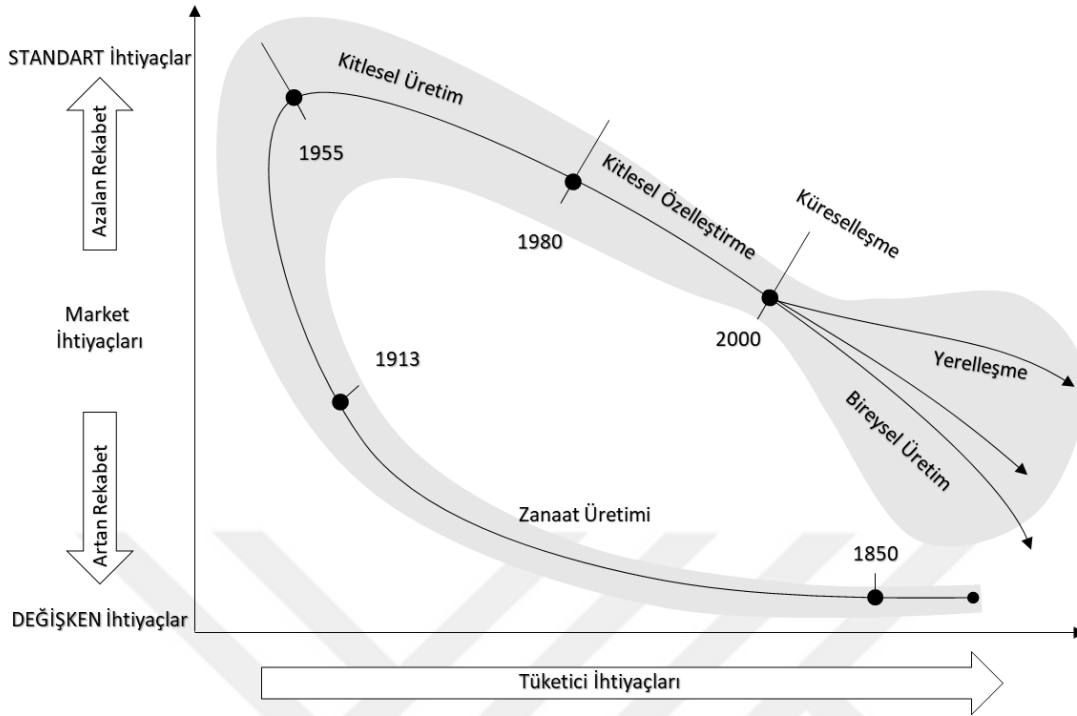 STANDART İhtiyaçlar
Azalan Rekabet
Market
İhtiyaçları
Artan Rekabet
DEĞİŞKEN İhtiyaçlar
Kitlesel Üretim
1955
Kitlesel Özelleştirme
1980
Küreselleşme
2000
Yerelleşme
Bireysel Üretim
1913
Zanaat Üretimi
1850
Tüketici İhtiyaçları